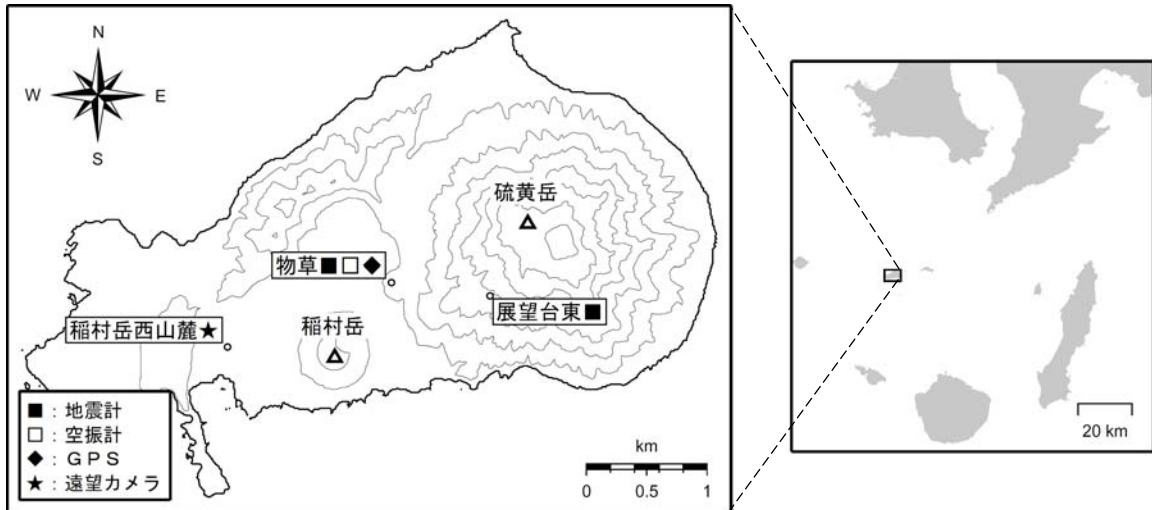 N
W E
S
硫黄岳
物草■□◆
展望台東■
稲村岳西山麓★
稲村岳
■：地震計
□：空振計
◆：ＧＰＳ
★：遠望カメラ
km
0 0.5 1
20 km